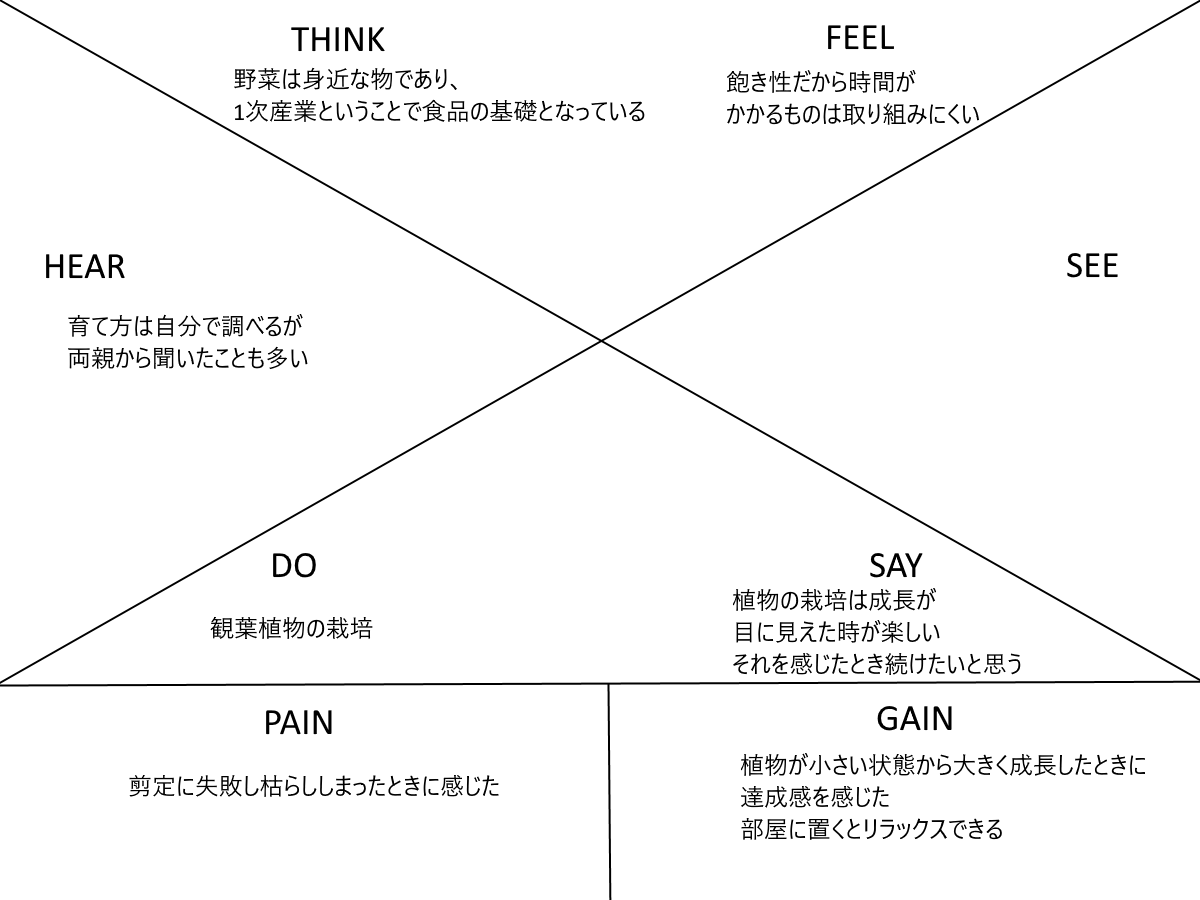 THINK
野菜は身近な物であり、
1次産業ということで食品の基礎となっている
FEEL
飽き性だから時間が
かかるものは取り組みにくい
HEAR
育て方は自分で調べるが
両親から聞いたことも多い
SEE
DO
観葉植物の栽培
SAY
植物の栽培は成長が
目に見えた時が楽しい
それを感じたとき続けたいと思う
PAIN
剪定に失敗し枯らししまったときに感じた
GAIN
植物が小さい状態から大きく成長したときに
達成感を感じた
部屋に置くとリラックスできる